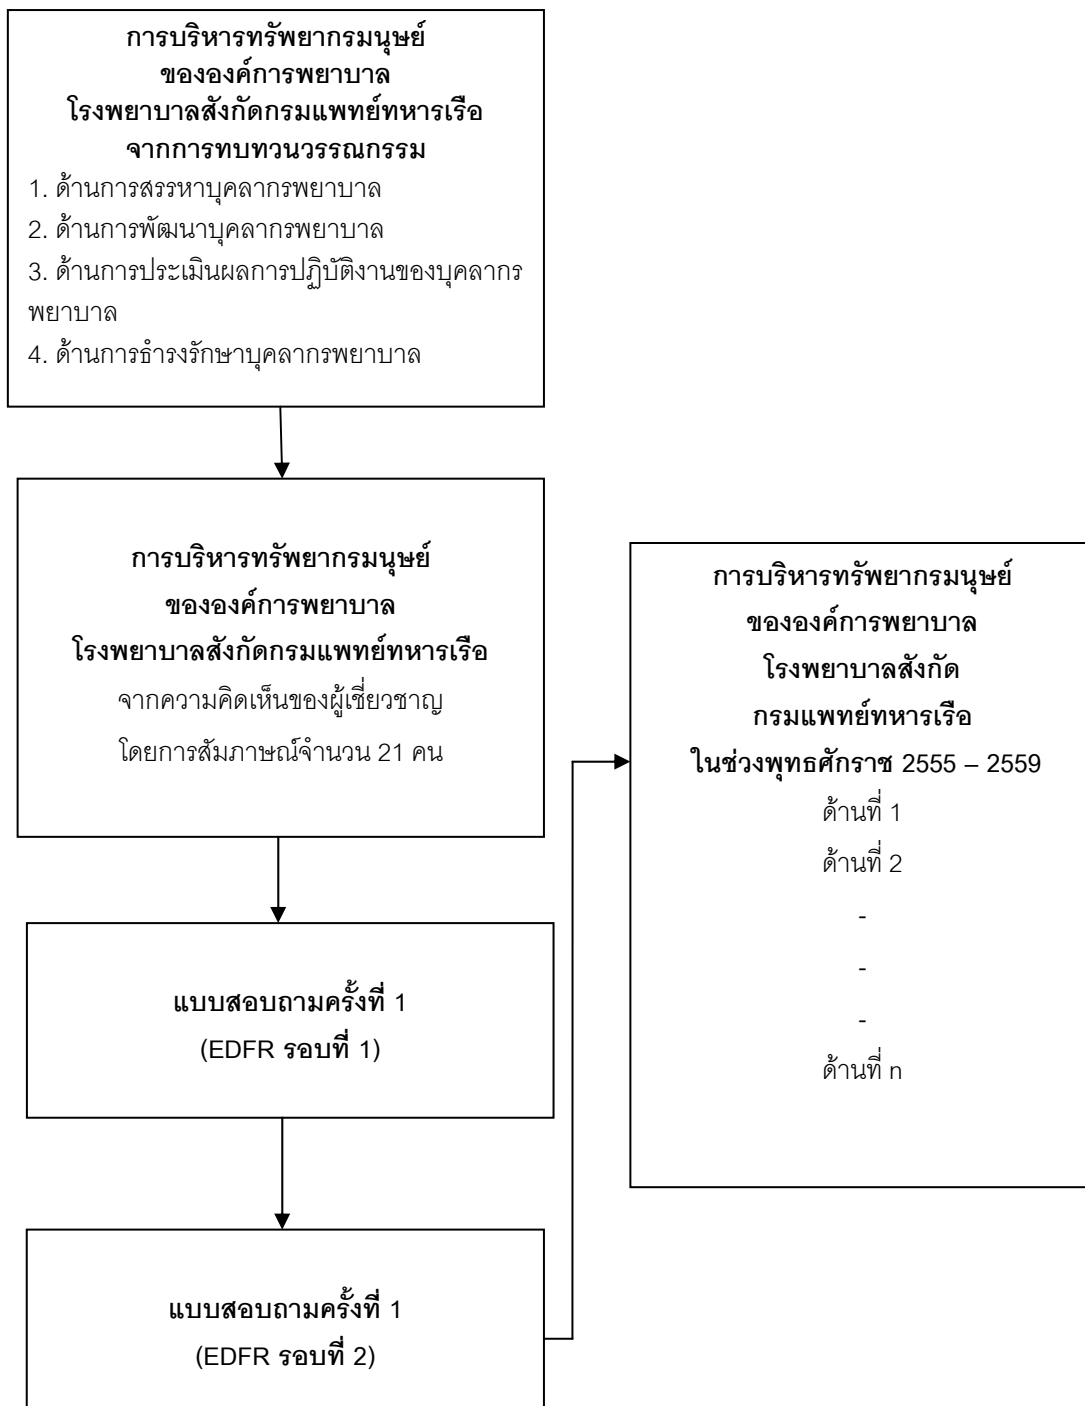 การบริหารทรัพยากรมนุษย์
ขององค์การพยาบาล
โรงพยาบาลสังกัดกรมแพทย์ทหารเรือ
จากการทบทวนวรรณกรรม
1. ด้านการสรรหาบุคลากรพยาบาล
2. ด้านการพัฒนาบุคลากรพยาบาล
3. ด้านการประเมินผลการปฏิบัติงานของบุคลากร
พยาบาล
4. ด้านการธำรงรักษาบุคลากรพยาบาล
การบริหารทรัพยากรมนุษย์
ขององค์การพยาบาล
โรงพยาบาลสังกัดกรมแพทย์ทหารเรือ
จากความคิดเห็นของผู้เชี่ยวชาญ
โดยการสัมภาษณ์จำนวน 21 คน
แบบสอบถามครั้งที่ 1
(EDFR รอบที่ 1)
แบบสอบถามครั้งที่ 1
(EDFR รอบที่ 2)
การบริหารทรัพยากรมนุษย์
ขององค์การพยาบาล
โรงพยาบาลสังกัด
กรมแพทย์ทหารเรือ
ในช่วงพุทธศักราช 2555 – 2559
ด้านที่ 1
ด้านที่ 2
-
-
-
ด้านที่ n